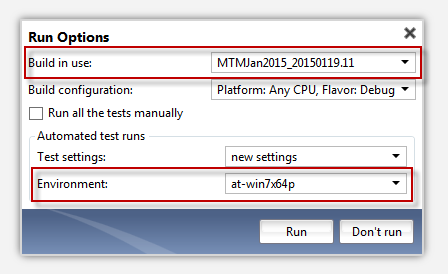 Run Options
Build in use: MTMJan2015_20150119.11
Build configuration: Platform: Any CPU, Flavor: Debug
Run all the tests manually
Automated test runs
Test settings: new settings
Environment: at-win7x64p
Run Don't run